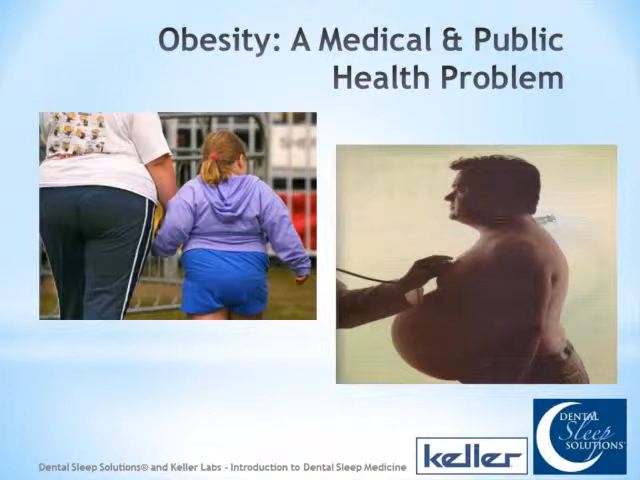 Obesity: A Medical & Public
Health Problem
Dental Sleep Solutions® and Keller Labs - Introduction to Dental Sleep Medicine
keller
DENTAL
Sleep
SOLUTIONS